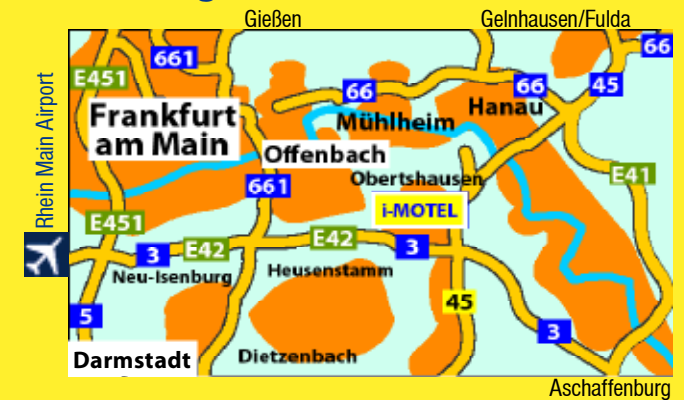 Gießen
Gelnhausen/Fulda
66
661
E451
45
66
66
Frankfurt
am Main
Hanau
Mühlheim
Offenbach
Rhein Main Airport
Obertshausen
E41
661
i-MOTEL
E451
E42
3
E42
3
Neu-Isenburg
Heusenstamm
45
5
3
Darmstadt
Dietzenbach
Aschaffenburg